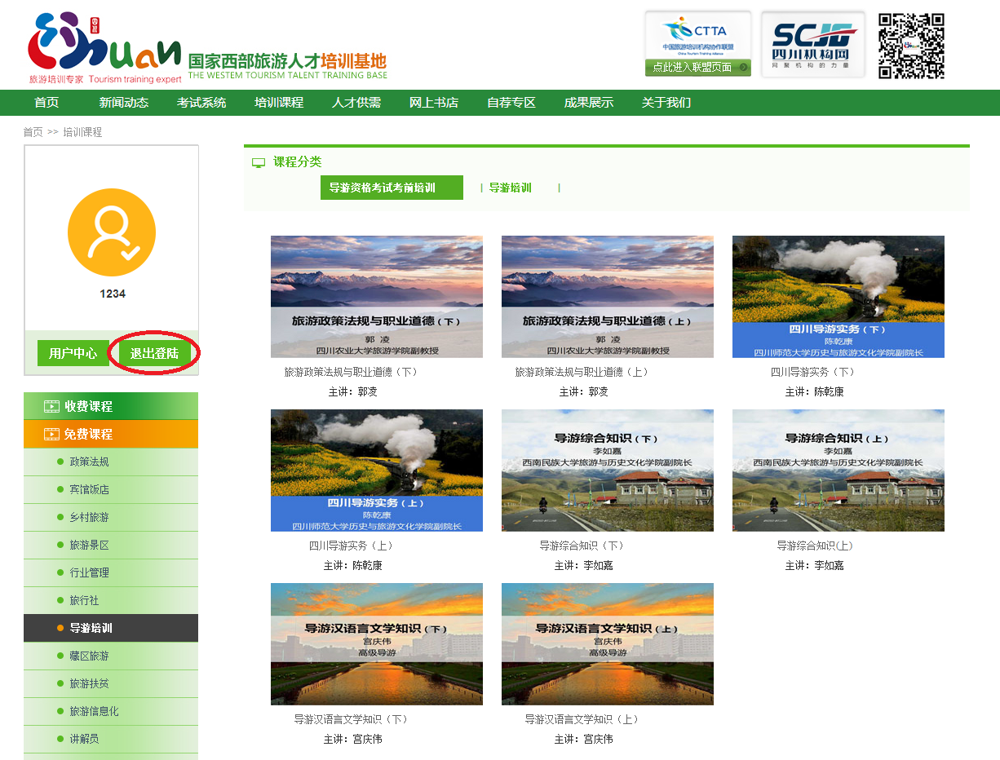 四川
huan
旅游培训专家 Tourism training expert
国家西部旅游人才培训基地
THE WESTEM TOURISM TALENT TRAINING BASE
CTTA
中国旅游培训机构协作联盟
China Tourism Training Alliance
点此进入联盟页面
SCJG
四川机构网
网聚机构的力量
首页 新闻动态 考试系统 培训课程 人才供需 网上书店 自荐专区 成果展示 关于我们
首页 >> 培训课程
1234
用户中心 退出登陆
收费课程
免费课程
政策法规
宾馆饭店
乡村旅游
旅游景区
行业管理
旅行社
导游培训
藏区旅游
旅游扶贫
旅游信息化
讲解员
课程分类
导游资格考试考前培训 | 导游培训 |
旅游政策法规与职业道德（下）
郭 凌
四川农业大学旅游学院副教授
旅游政策法规与职业道德（下）
主讲：郭凌
旅游政策法规与职业道德（上）
郭 凌
四川农业大学旅游学院副教授
旅游政策法规与职业道德（上）
主讲：郭凌
四川导游实务（下）
陈乾康
四川师范大学历史与旅游文化学院院长
四川导游实务（下）
主讲：陈乾康
四川导游实务（上）
陈乾康
四川师范大学历史与旅游文化学院院长
四川导游实务（上）
主讲：陈乾康
导游综合知识（下）
李如嘉
西南民族大学旅游与历史文化学院副院长
导游综合知识（下）
主讲：李如嘉
导游综合知识（上）
李如嘉
西南民族大学旅游与历史文化学院副院长
导游综合知识(上)
主讲：李如嘉
导游汉语言文学知识（下）
宫庆伟
高级导游
导游汉语言文学知识（下）
主讲：宫庆伟
导游汉语言文学知识（上）
宫庆伟
高级导游
导游汉语言文学知识（上）
主讲：宫庆伟